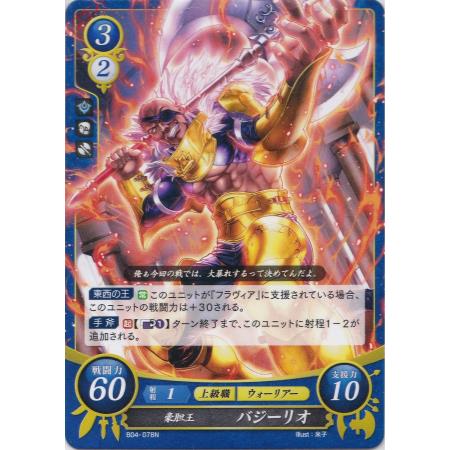 3
2
俺ぁ今回の戦では、大暴れするって決めてんだよ。
東西の王 常 このユニットが『フラヴィア』に支援されている場合、
このユニットの戦闘力は+30される。
手斧 起【1】ターン終了まで、このユニットに射程1-2が
追加される。
戦闘力
60
射程 1 上級職 ウォーリアー
支援力
10
豪胆王 バジーリオ
B04-078N
Illust:朱子